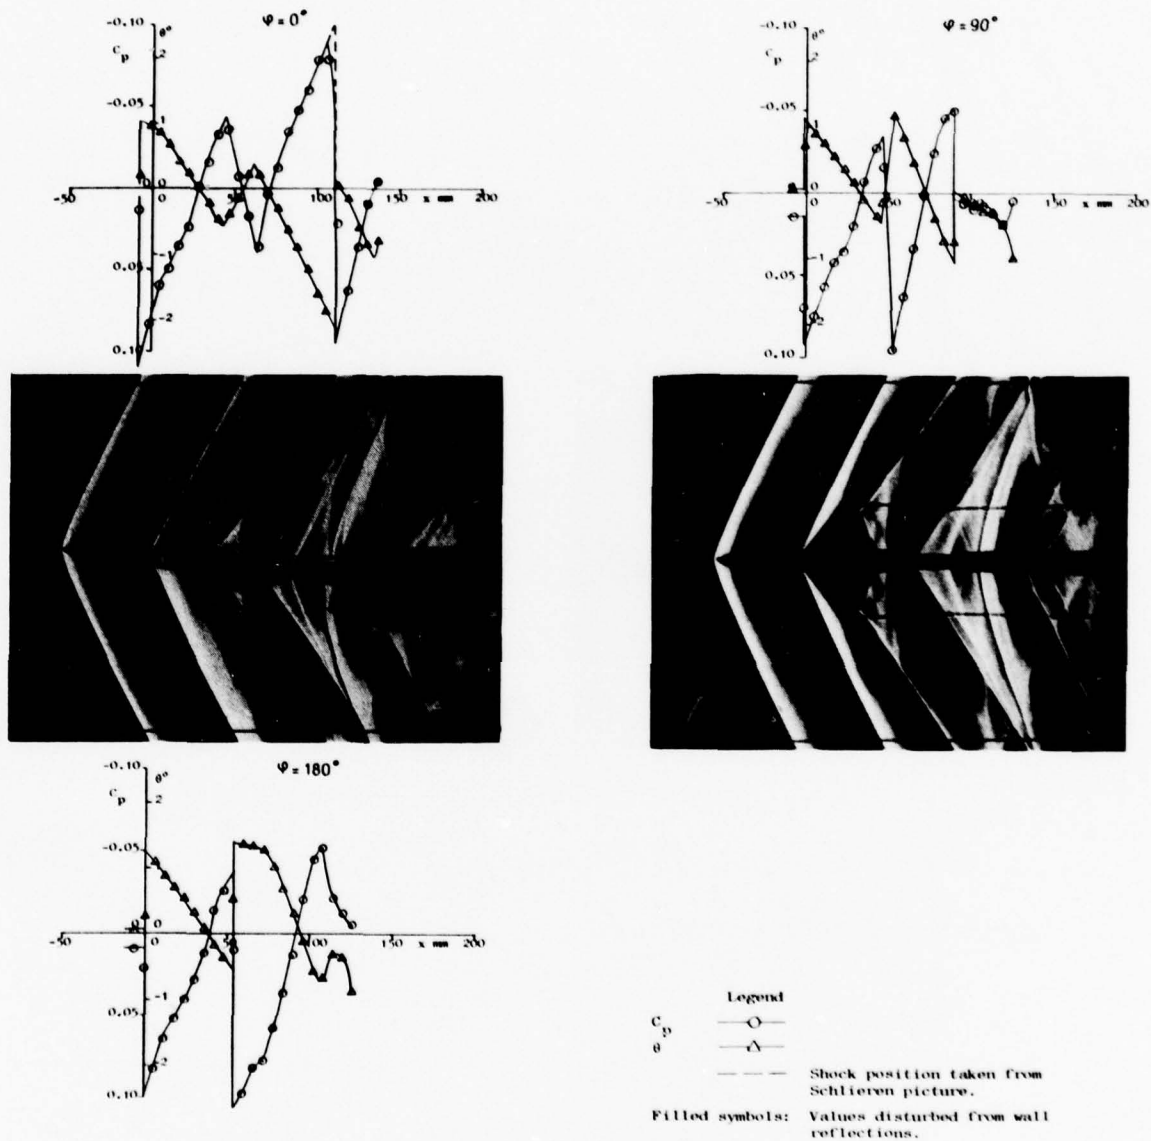 φ = 0°
-0.10
θ°
C_p
2
-0.05
1
0
0
-50
50
100
150
x mm
200
0.05
-1
-2
0.10
φ = 90°
-0.10
θ°
C_p
2
-0.05
1
0
0
-50
50
150
x mm
200
0.05
-1
-2
0.10
φ = 180°
-0.10
θ°
C_p
2
-0.05
1
0
0
-50
50
100
150
x mm
200
0.05
-1
-2
0.10
Legend
C_p
θ
Shock position taken from
Schlieren picture.
Filled symbols: Values disturbed from wall
reflections.